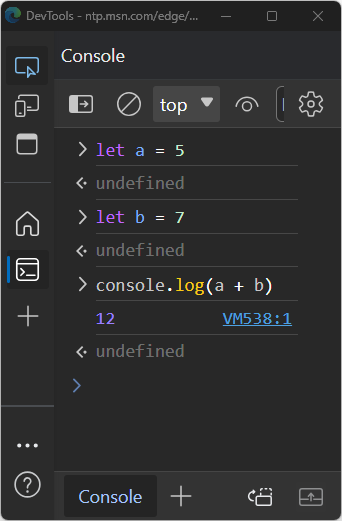 DevTools - ntp.msn.com/edge/...
Console
top
let a = 5
undefined
let b = 7
undefined
console.log(a + b)
12 VM538:1
undefined
Console